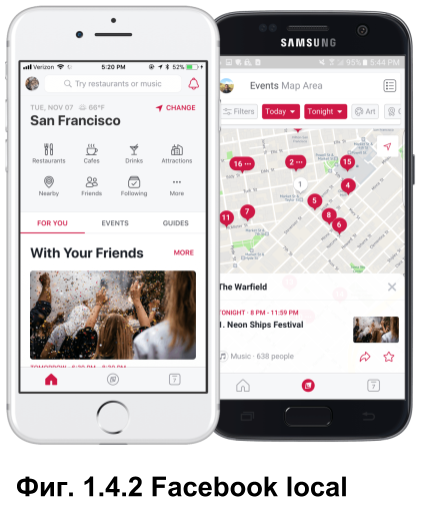 Verizon 5:20 PM 52%
Try restaurants or music
TUE, NOV 07 66°F
CHANGE
San Francisco
Restaurants Cafes Drinks Attractions
Nearby Friends Following More
FOR YOU EVENTS GUIDES
With Your Friends MORE
7
SAMSUNG
95% 5:44 PM
Events Map Area
Filters Today Tonight Art
16 ••• 2 ••• 15
1 4
5
11 7 8
6
The Warfield
TONIGHT · 8 PM - 11:59 PM
1. Neon Ships Festival
Music · 638 people
7
Фиг. 1.4.2 Facebook local